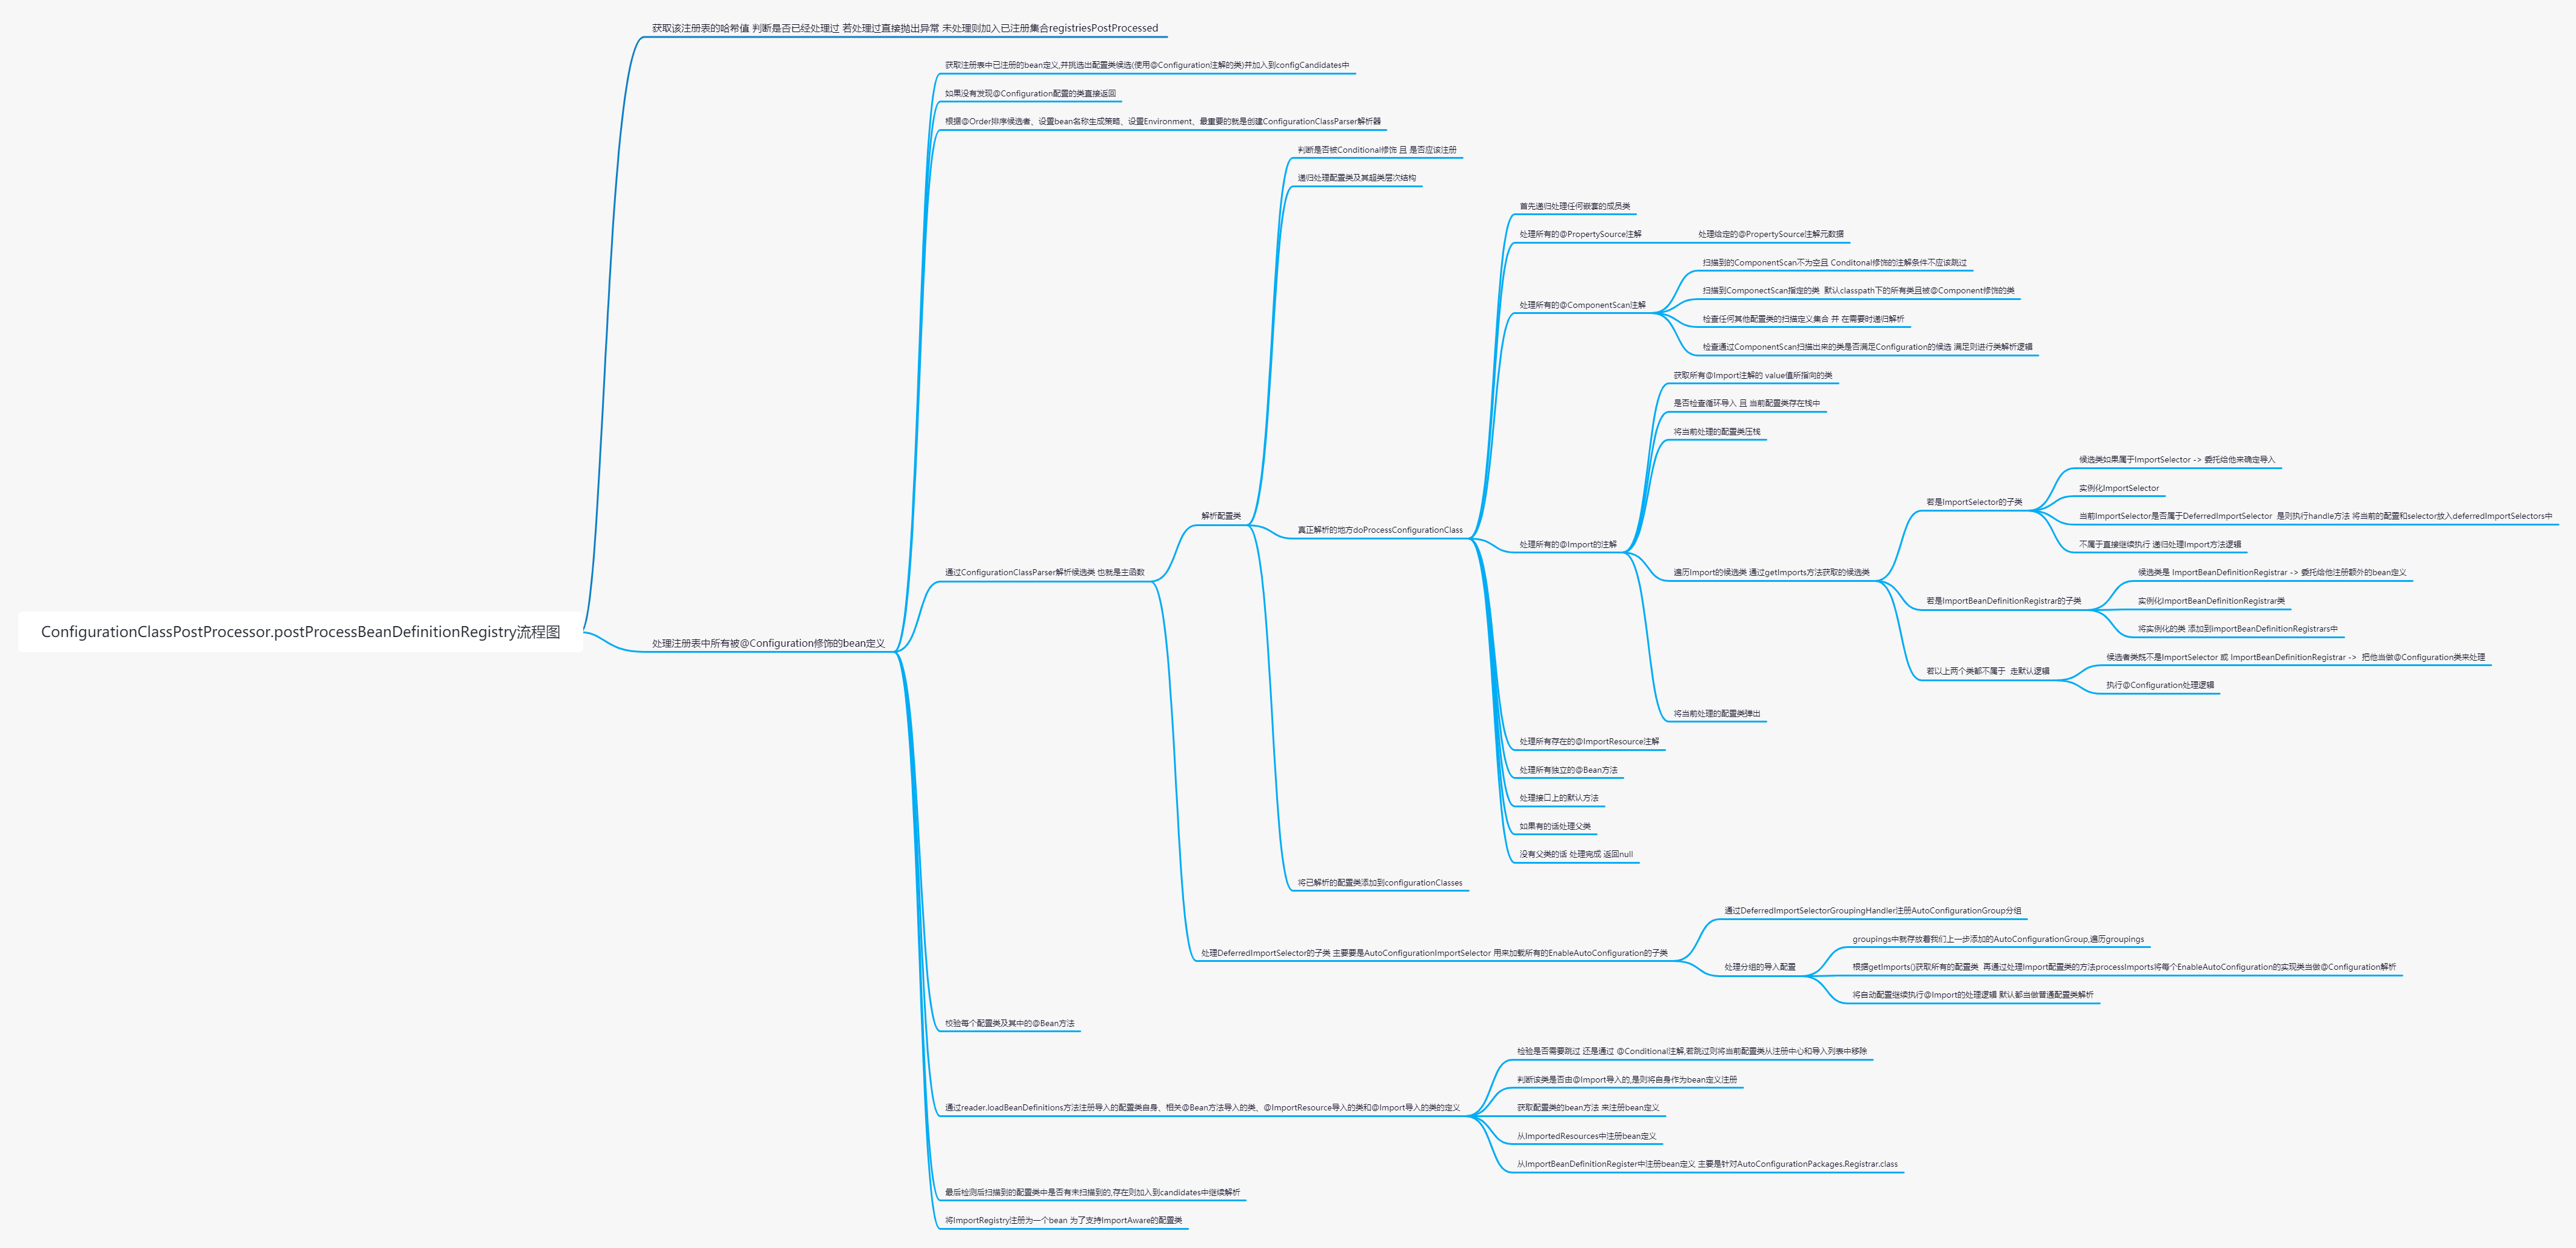 ConfigurationClassPostProcessor.postProcessBeanDefinitionRegistry流程图
获取该注册表的哈希值 判断是否已经处理过 若处理过直接抛出异常 未处理则加入已注册集合registriesPostProcessed
处理注册表中所有被@Configuration修饰的bean定义
获取注册表中已注册的bean定义,并挑选出配置类候选(使用@Configuration注解的类)并加入到configCandidates中
如果没有发现@Configuration配置的类直接返回
根据@Order排序候选者、设置bean名称生成策略、设置Environment、最重要的就是创建ConfigurationClassParser解析器
通过ConfigurationClassParser解析候选类 也就是主函数
解析配置类
判断是否被Conditional修饰 且 是否应该注册
递归处理配置类及其超类层次结构
真正解析的地方doProcessConfigurationClass
首先递归处理任何嵌套的成员类
处理所有的@PropertySource注解
处理给定的@PropertySource注解元数据
处理所有的@ComponentScan注解
扫描到的ComponentScan不为空且 Conditonal修饰的注解条件不应该跳过
扫描到ComponectScan指定的类 默认classpath下的所有类且被@Component修饰的类
检查任何其他配置类的扫描定义集合 并 在需要时递归解析
检查通过ComponentScan扫描出来的类是否满足Configuration的候选 满足则进行类解析逻辑
处理所有的@Import的注解
获取所有@Import注解的 value值所指向的类
是否检查循环导入 且 当前配置类存在栈中
将当前处理的配置类压栈
遍历Import的候选类 通过getImports方法获取的候选类
若是ImportSelector的子类
候选类如果属于ImportSelector -> 委托给他来确定导入
实例化ImportSelector
当前ImportSelector是否属于DeferredImportSelector 是则执行handle方法 将当前的配置和selector放入deferredImportSelectors中
不属于直接继续执行 递归处理Import方法逻辑
若是ImportBeanDefinitionRegistrar的子类
候选类是 ImportBeanDefinitionRegistrar -> 委托给他注册额外的bean定义
实例化ImportBeanDefinitionRegistrar类
将实例化的类 添加到importBeanDefinitionRegistrars中
若以上两个类都不属于 走默认逻辑
候选者类既不是ImportSelector 或 ImportBeanDefinitionRegistrar -> 把他当做@Configuration类来处理
执行@Configuration处理逻辑
将当前处理的配置类弹出
处理所有存在的@ImportResource注解
处理所有独立的@Bean方法
处理接口上的默认方法
如果有的话处理父类
没有父类的话 处理完成 返回null
将已解析的配置类添加到configurationClasses
处理DeferredImportSelector的子类 主要要是AutoConfigurationImportSelector 用来加载所有的EnableAutoConfiguration的子类
通过DeferredImportSelectorGroupingHandler注册AutoConfigurationGroup分组
处理分组的导入配置
groupings中就存放着我们上一步添加的AutoConfigurationGroup,遍历groupings
根据getImports()获取所有的配置类 再通过处理Import配置类的方法processImports将每个EnableAutoConfiguration的实现类当做@Configuration解析
将自动配置继续执行@Import的处理逻辑 默认都当做普通配置类解析
校验每个配置类及其中的@Bean方法
通过reader.loadBeanDefinitions方法注册导入的配置类自身、相关@Bean方法导入的类、@ImportResource导入的类和@Import导入的类的定义
检验是否需要跳过 还是通过 @Conditional注解,若跳过则将当前配置类从注册中心和导入列表中移除
判断该类是否由@Import导入的,是则将自身作为bean定义注册
获取配置类的bean方法 来注册bean定义
从ImportedResources中注册bean定义
从ImportBeanDefinitionRegister中注册bean定义 主要是针对AutoConfigurationPackages.Registrar.class
最后检测后扫描到的配置类中是否有未扫描到的,存在则加入到candidates中继续解析
将ImportRegistry注册为一个bean 为了支持ImportAware的配置类